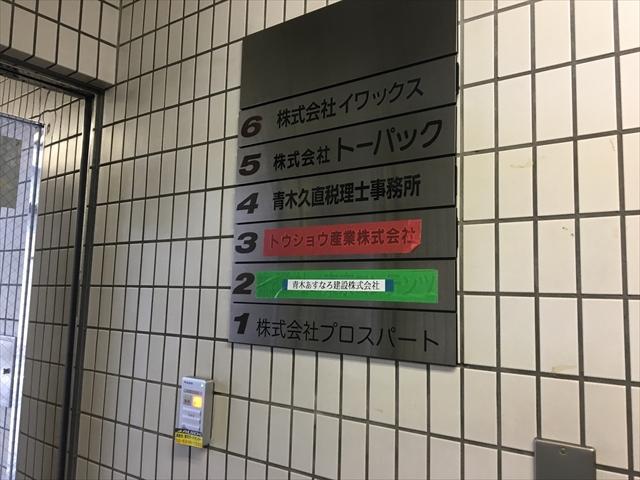 6 株式会社イワックス
5 株式会社トーパック
4 青木久直税理士事務所
3 トウショウ産業株式会社
2 青木あすなろ建設株式会社
1 株式会社プロスパート